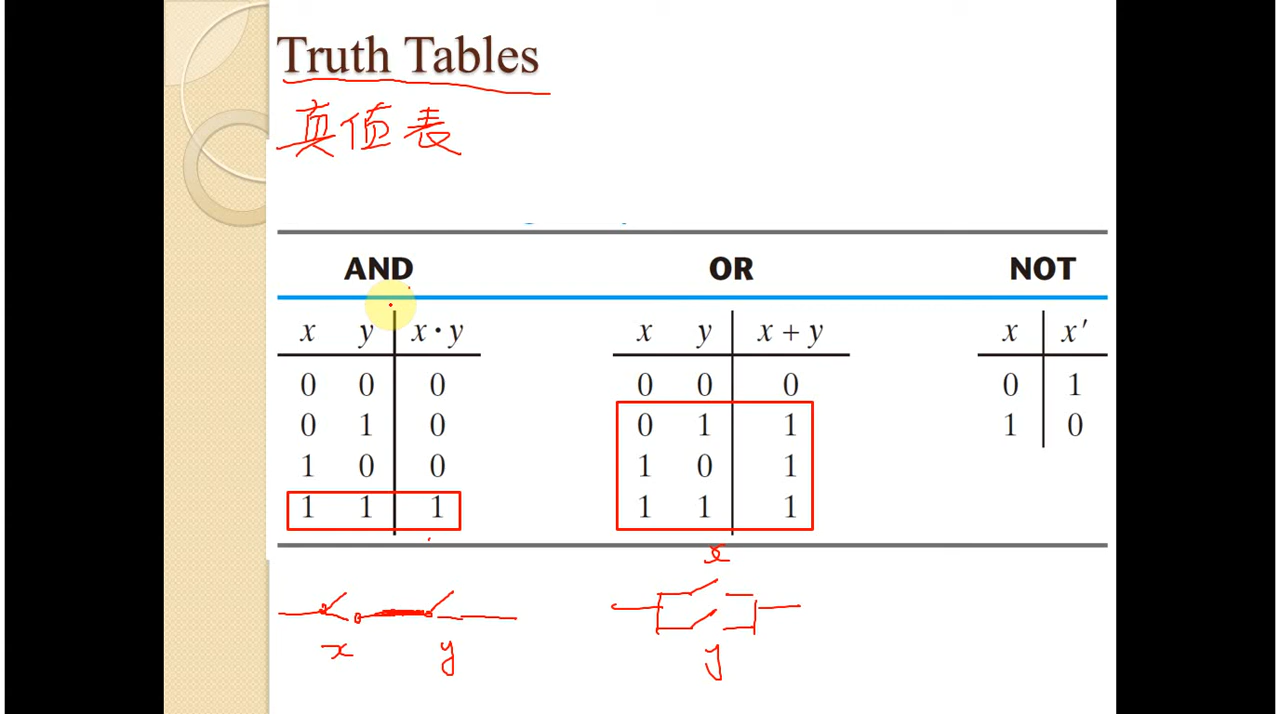 Truth Tables
真值表
AND OR NOT
x y x · y x y x + y x x′
0 0 0 0 0 0 0 1
0 1 0 0 1 1 1 0
1 0 0 1 0 1
1 1 1 1 1 1
x
x y y